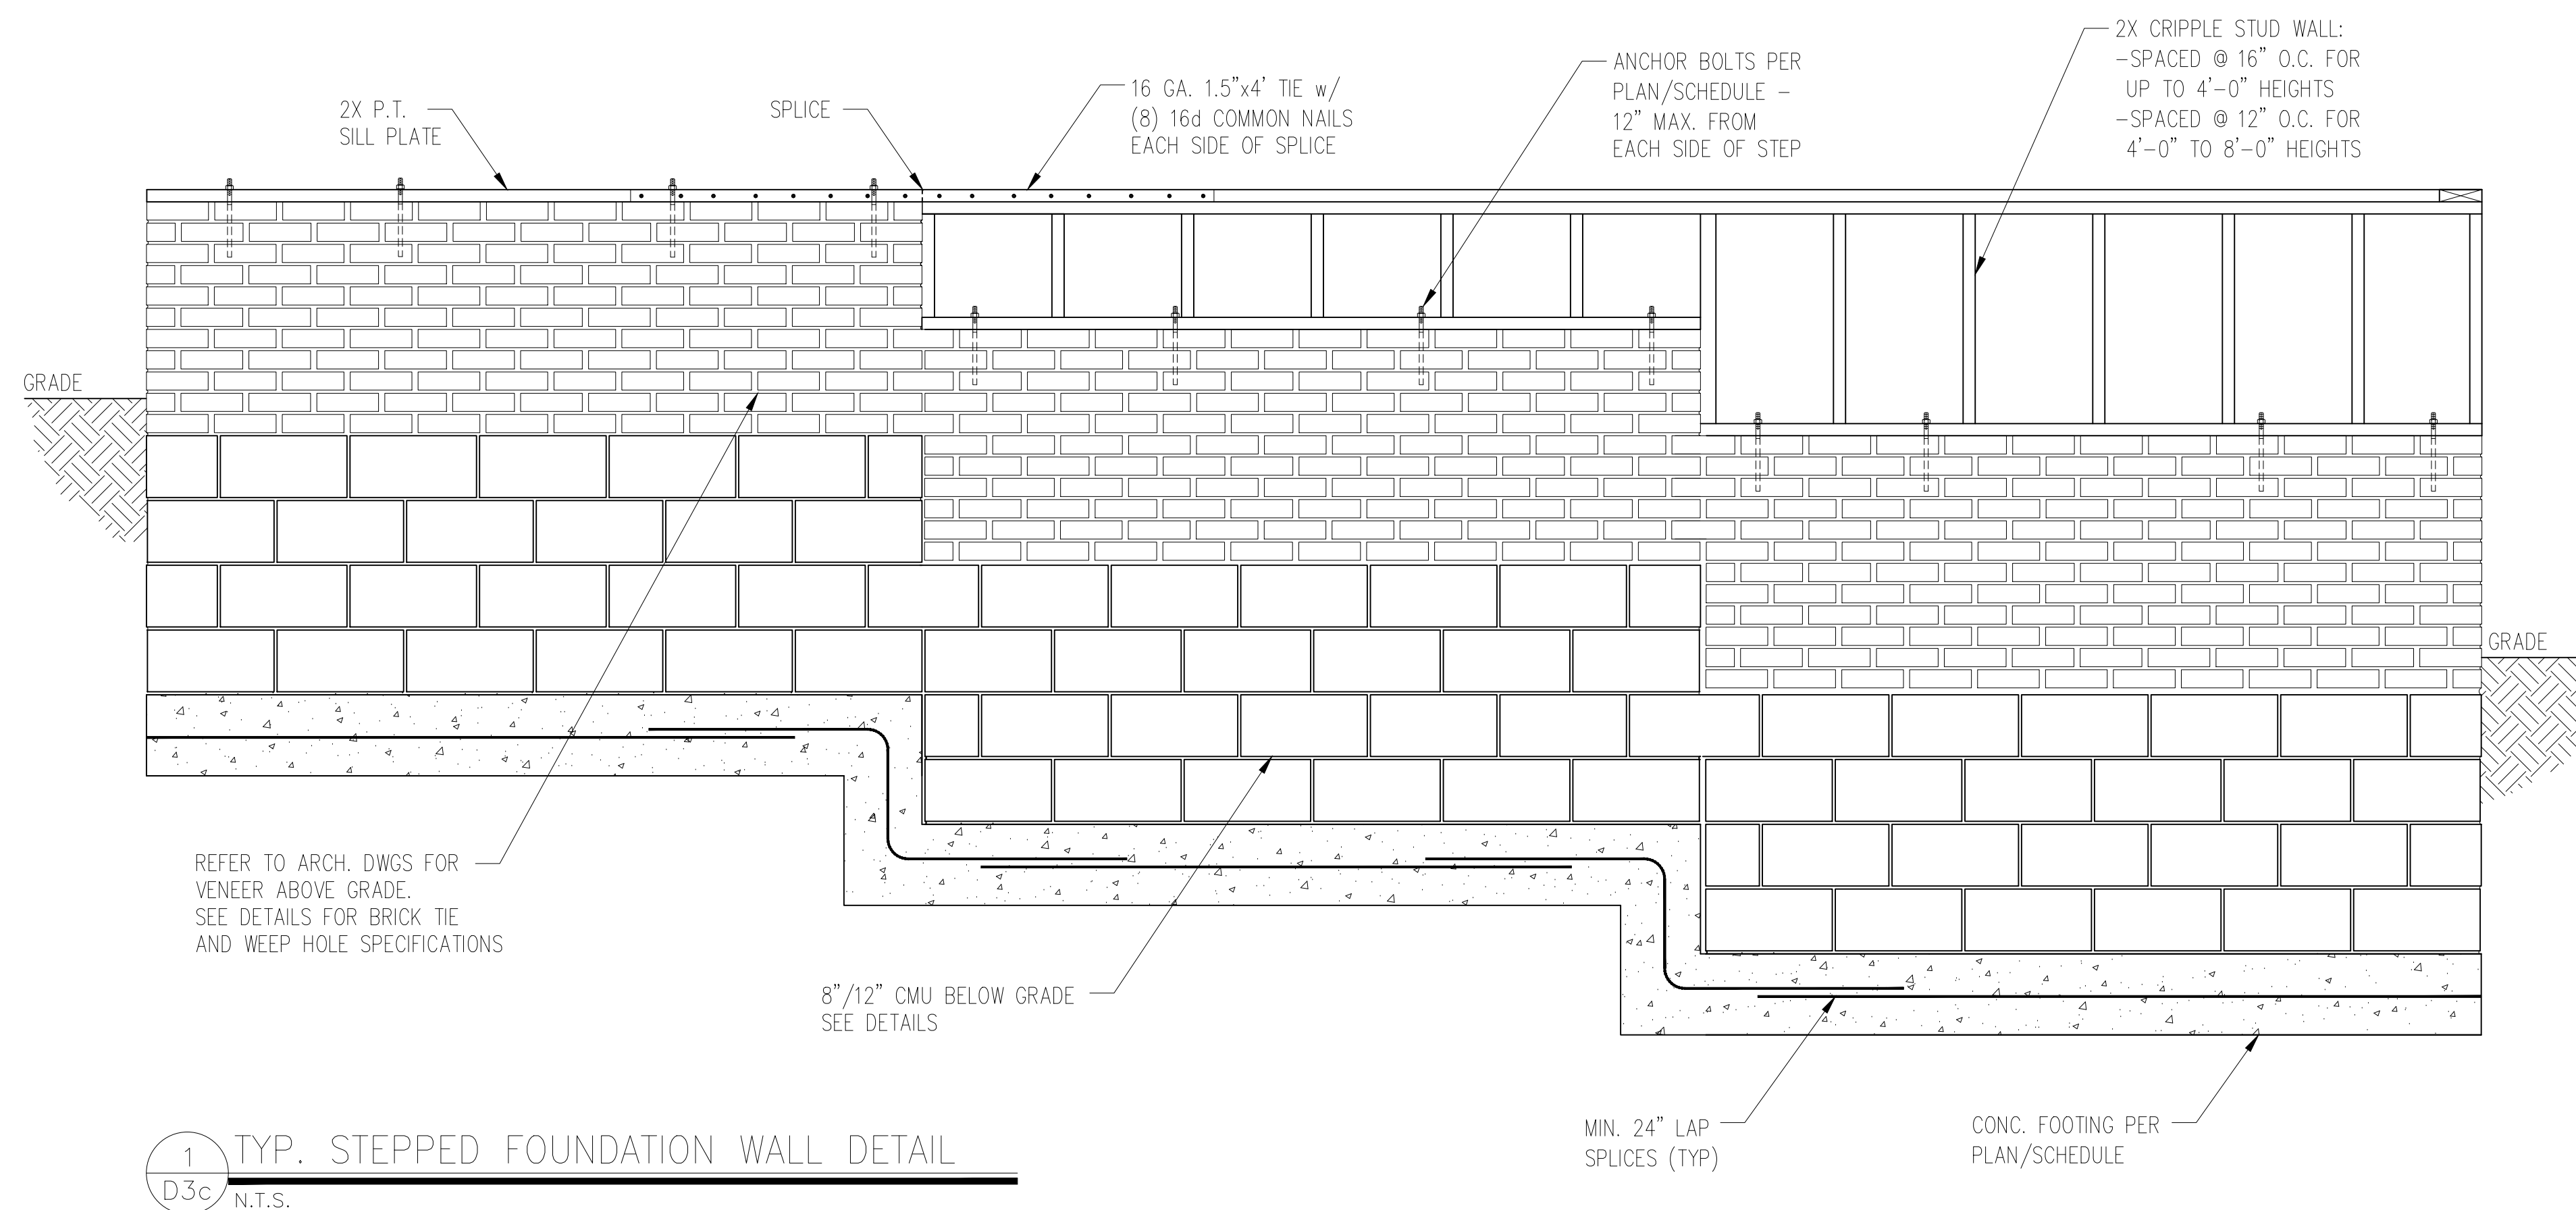 2X P.T.
SILL PLATE
SPLICE
16 GA. 1.5"x4' TIE w/
(8) 16d COMMON NAILS
EACH SIDE OF SPLICE
ANCHOR BOLTS PER
PLAN/SCHEDULE -
12" MAX. FROM
EACH SIDE OF STEP
2X CRIPPLE STUD WALL:
-SPACED @ 16" O.C. FOR
UP TO 4'-0" HEIGHTS
-SPACED @ 12" O.C. FOR
4'-0" TO 8'-0" HEIGHTS
GRADE
GRADE
REFER TO ARCH. DWGS FOR
VENEER ABOVE GRADE.
SEE DETAILS FOR BRICK TIE
AND WEEP HOLE SPECIFICATIONS
8"/12" CMU BELOW GRADE
SEE DETAILS
MIN. 24" LAP
SPLICES (TYP)
CONC. FOOTING PER
PLAN/SCHEDULE
1
D3c
TYP. STEPPED FOUNDATION WALL DETAIL
N.T.S.